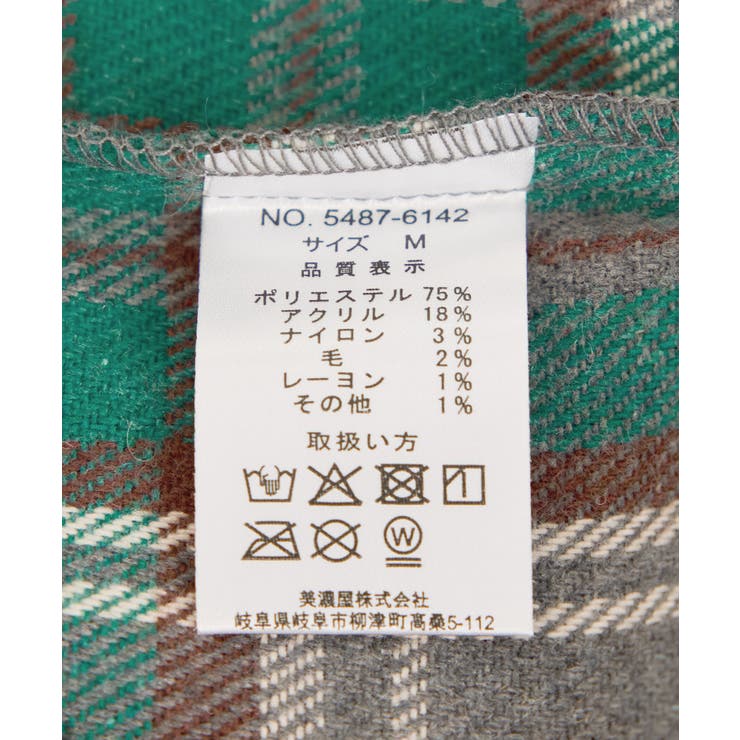 NO. 5487-6142
サイズ M
品質表示
ポリエステル 75%
アクリル 18%
ナイロン 3%
毛 2%
レーヨン 1%
その他 1%
取扱い方
W
美濃屋株式会社
岐阜県岐阜市柳津町高桑5-112